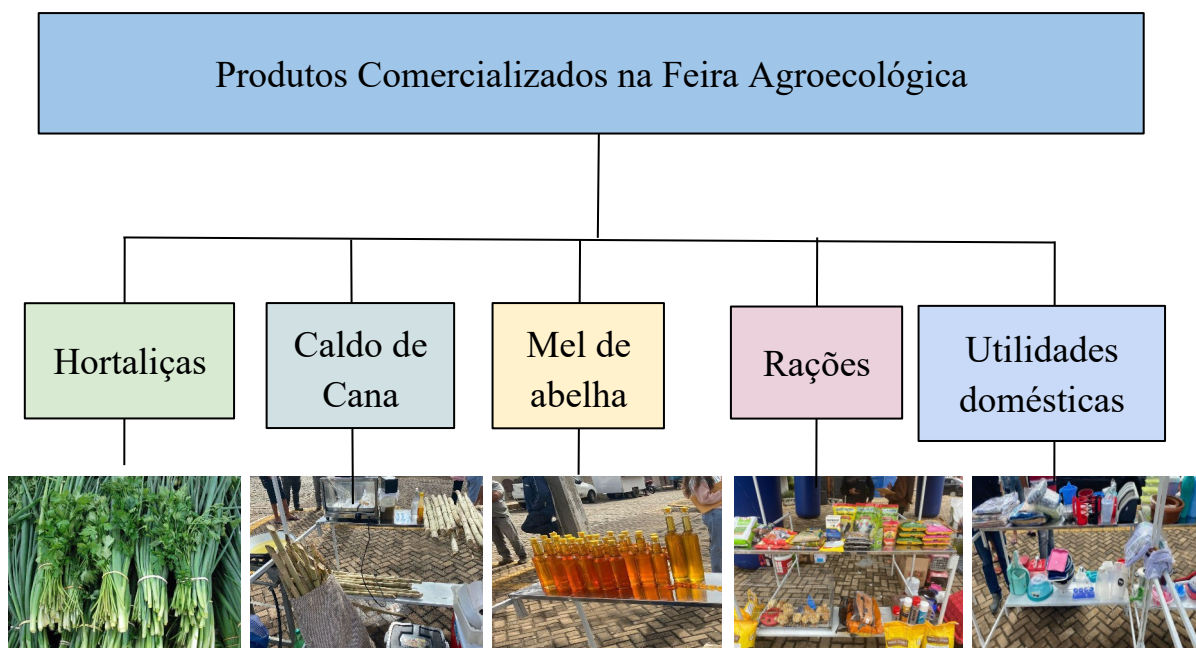 Produtos Comercializados na Feira Agroecológica
Hortaliças
Caldo de
Cana
Mel de
abelha
Rações
Utilidades
domésticas